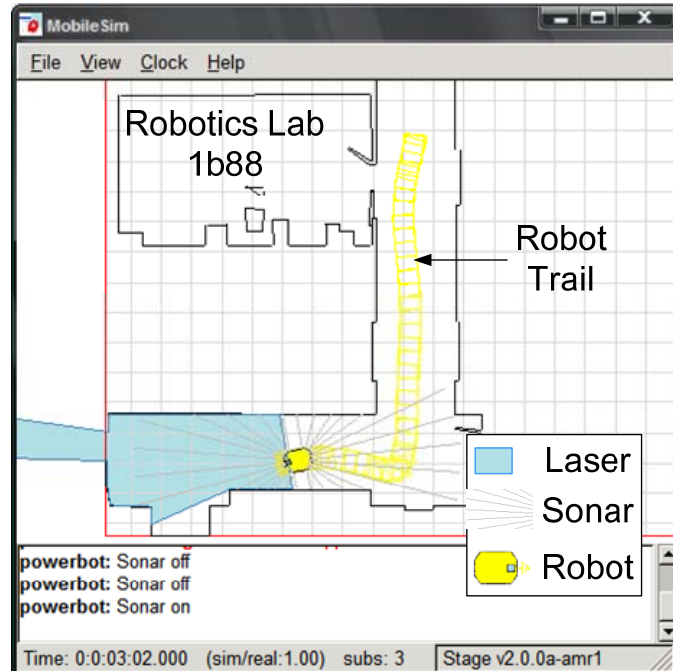 MobileSim
File View Clock Help
Robotics Lab
1b88
Robot
Trail
Laser
Sonar
Robot
powerbot: Sonar off
powerbot: Sonar off
powerbot: Sonar on
Time: 0:0:03:02.000 (sim/real:1.00) subs: 3 Stage v2.0.0a-amr1